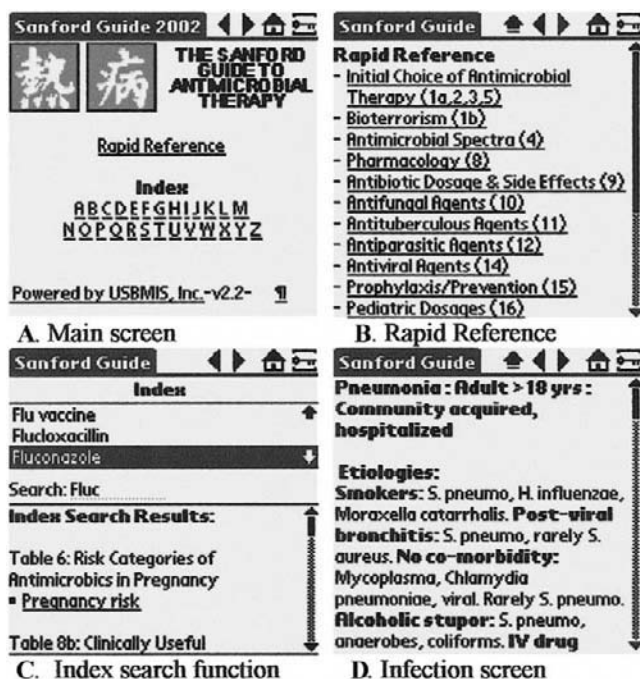 Sanford Guide 2002
熱病
THE SANFORD
GUIDE TO
ANTIMICROBIAL
THERAPY
Rapid Reference
Index
A B C D E F G H I J K L M
N O P Q R S T U V W X Y Z
Powered by USBMIS, Inc.-v2.2- ¶
A. Main screen
Sanford Guide
Rapid Reference
- Initial Choice of Antimicrobial
Therapy (1a,2,3,5)
- Bioterrorism (1b)
- Antimicrobial Spectra (4)
- Pharmacology (8)
- Antibiotic Dosage & Side Effects (9)
- Antifungal Agents (10)
- Antituberculous Agents (11)
- Antiparasitic Agents (12)
- Antiviral Agents (14)
- Prophylaxis/Prevention (15)
- Pediatric Dosages (16)
B. Rapid Reference
Sanford Guide
Index
Flu vaccine
Flucloxacillin
Fluconazole
Search: Fluc
Index Search Results:
Table 6: Risk Categories of
Antimicrobics in Pregnancy
▪ Pregnancy risk
Table 8b: Clinically Useful
C. Index search function
Sanford Guide
Pneumonia : Adult > 18 yrs :
Community acquired,
hospitalized
Etiologies:
Smokers: S. pneumo, H. influenzae,
Moraxella catarrhalis. Post-viral
bronchitis: S. pneumo, rarely S.
aureus. No co-morbidity:
Mycoplasma, Chlamydia
pneumoniae, viral. Rarely S. pneumo.
Alcoholic stupor: S. pneumo,
anaerobes, coliforms. IV drug
D. Infection screen